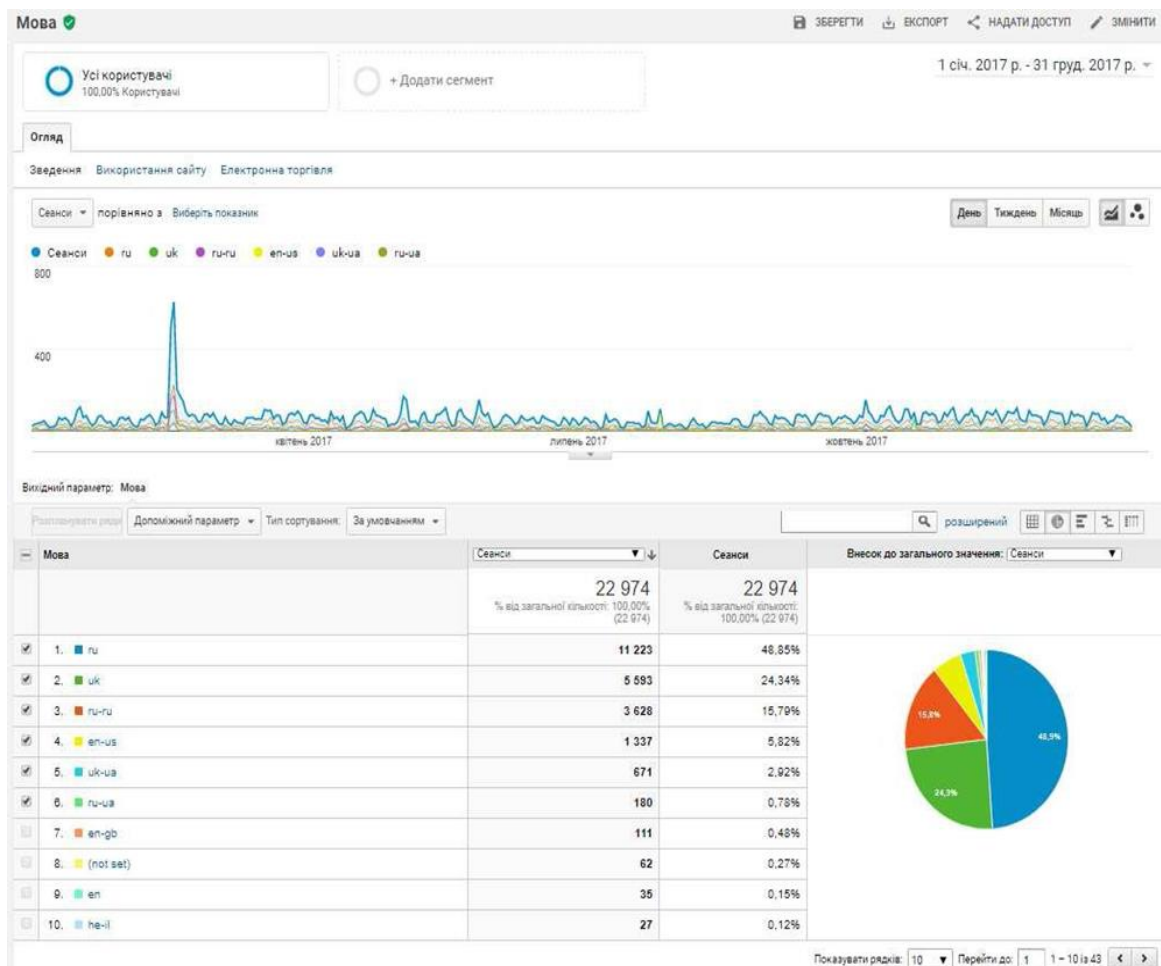 Мова
ЗБЕРЕГТИ ЕКСПОРТ НАДАТИ ДОСТУП ЗМІНИТИ
Усі користувачі
100,00% Користувачі
+ Додати сегмент
1 січ. 2017 р. - 31 груд. 2017 р.
Огляд
Зведення Використання сайту Електронна торгівля
Сеанси порівняно з Виберіть показник
День Тиждень Місяць
Сеанси ru uk ru-ru en-us uk-ua ru-ua
800
400
квітень 2017 липень 2017 жовтень 2017
Вихідний параметр: Мова
Допоміжний параметр Тип сортування: За умовчанням розширений
Мова Сеанси Сеанси Внесок до загального значення: Сеанси
22 974 22 974
% від загальної кількості: 100,00% (22 974)
% від загальної кількості: 100,00% (22 974)
1. ru 11 223 48,85%
2. uk 5 593 24,34%
3. ru-ru 3 628 15,79%
4. en-us 1 337 5,82%
5. uk-ua 671 2,92%
6. ru-ua 180 0,78%
7. en-gb 111 0,48%
8. (not set) 62 0,27%
9. en 35 0,15%
10. he-il 27 0,12%
15,8%
48,9%
24,3%
Показувати рядків: 10 Перейти до: 1 1 – 10 із 43